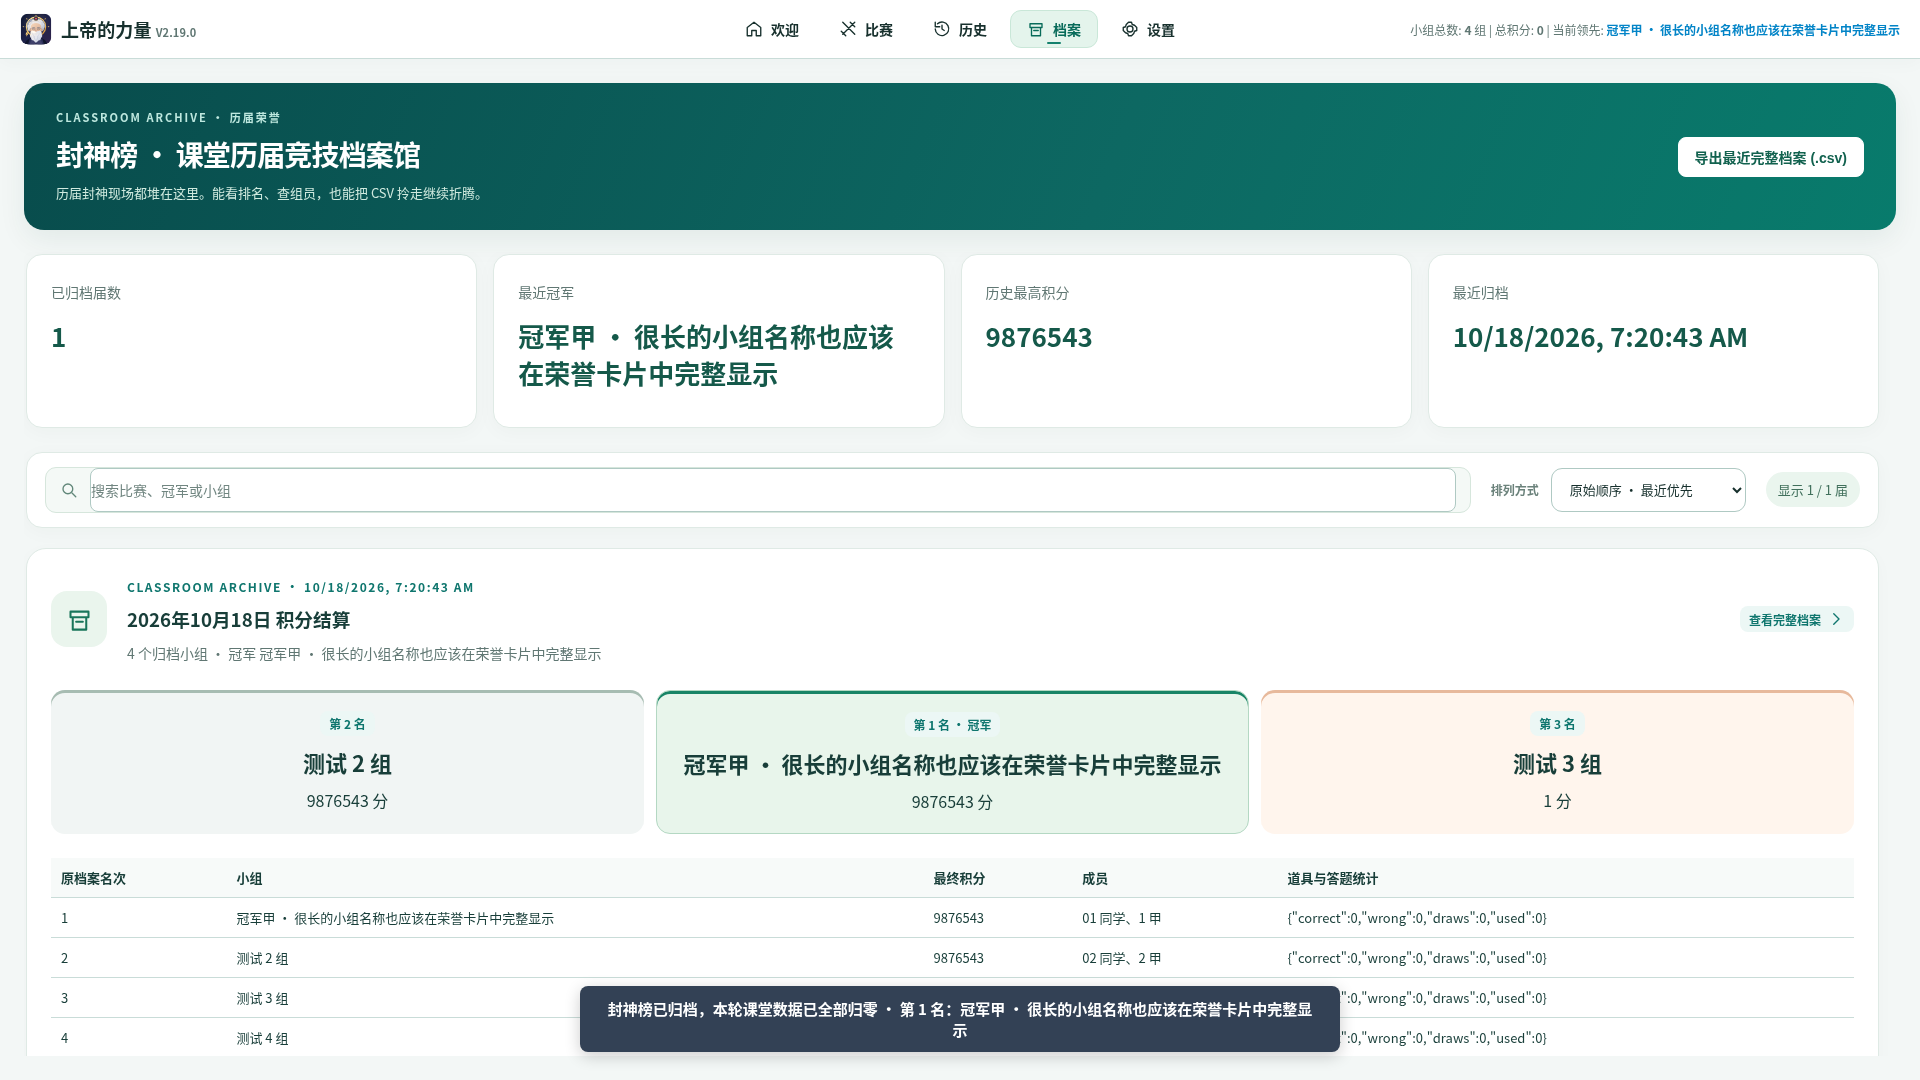 上帝的力量 V2.19.0
欢迎
比赛
历史
档案
设置
小组总数: 4 组 | 总积分: 0 | 当前领先: 冠军甲 · 很长的小组名称也应该在荣誉卡片中完整显示
CLASSROOM ARCHIVE · 历届荣誉
封神榜 · 课堂历届竞技档案馆
历届封神现场都堆在这里。能看排名、查组员，也能把 CSV 拎走继续折腾。
导出最近完整档案 (.csv)
已归档届数
1
最近冠军
冠军甲 · 很长的小组名称也应该
在荣誉卡片中完整显示
历史最高积分
9876543
最近归档
10/18/2026, 7:20:43 AM
搜索比赛、冠军或小组
排列方式
原始顺序 · 最近优先
显示 1 / 1 届
CLASSROOM ARCHIVE · 10/18/2026, 7:20:43 AM
2026年10月18日 积分结算
4 个归档小组 · 冠军 冠军甲 · 很长的小组名称也应该在荣誉卡片中完整显示
查看完整档案
第 2 名
测试 2 组
9876543 分
第 1 名 · 冠军
冠军甲 · 很长的小组名称也应该在荣誉卡片中完整显示
9876543 分
第 3 名
测试 3 组
1 分
原档案名次 小组 最终积分 成员 道具与答题统计
1 冠军甲 · 很长的小组名称也应该在荣誉卡片中完整显示 9876543 01 同学、1 甲 {"correct":0,"wrong":0,"draws":0,"used":0}
2 测试 2 组 9876543 02 同学、2 甲 {"correct":0,"wrong":0,"draws":0,"used":0}
3 测试 3 组 ":0,"wrong":0,"draws":0,"used":0}
4 测试 4 组 ":0,"wrong":0,"draws":0,"used":0}
封神榜已归档，本轮课堂数据已全部归零 · 第 1 名：冠军甲 · 很长的小组名称也应该在荣誉卡片中完整显
示